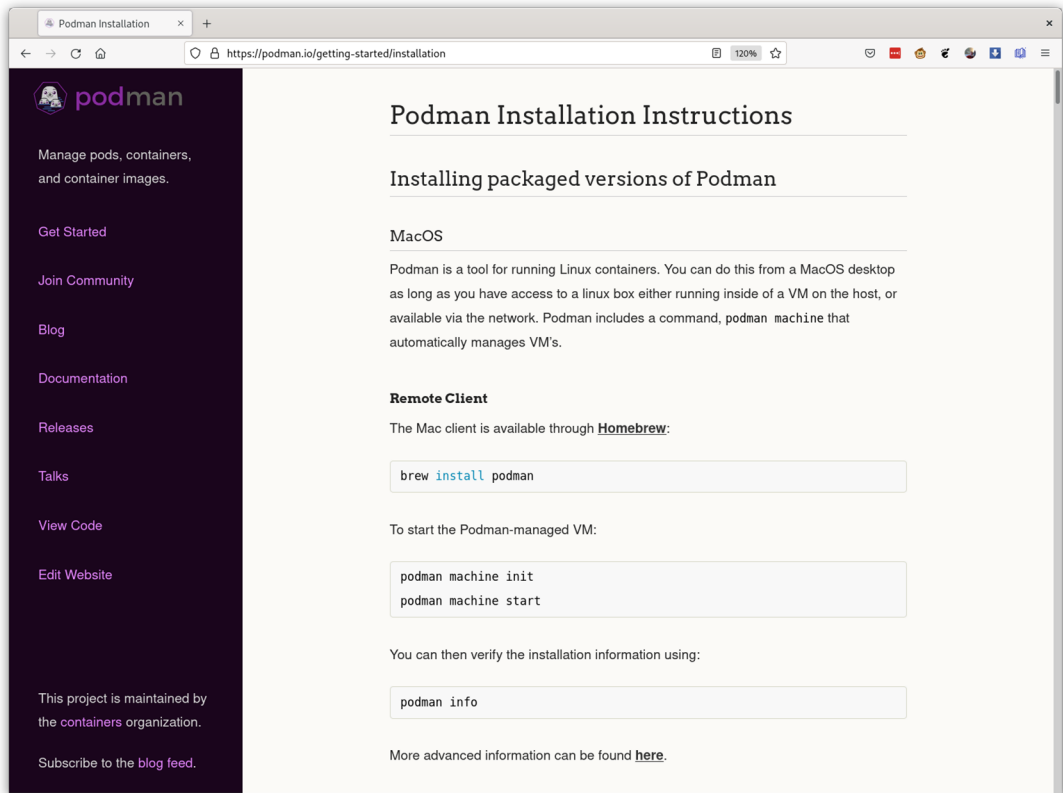 Podman Installation
https://podman.io/getting-started/installation
120%
podman
Manage pods, containers,
and container images.
Get Started
Join Community
Blog
Documentation
Releases
Talks
View Code
Edit Website
This project is maintained by
the containers organization.
Subscribe to the blog feed.
Podman Installation Instructions
Installing packaged versions of Podman
MacOS
Podman is a tool for running Linux containers. You can do this from a MacOS desktop
as long as you have access to a linux box either running inside of a VM on the host, or
available via the network. Podman includes a command, podman machine that
automatically manages VM’s.
Remote Client
The Mac client is available through Homebrew:
brew install podman
To start the Podman-managed VM:
podman machine init
podman machine start
You can then verify the installation information using:
podman info
More advanced information can be found here.